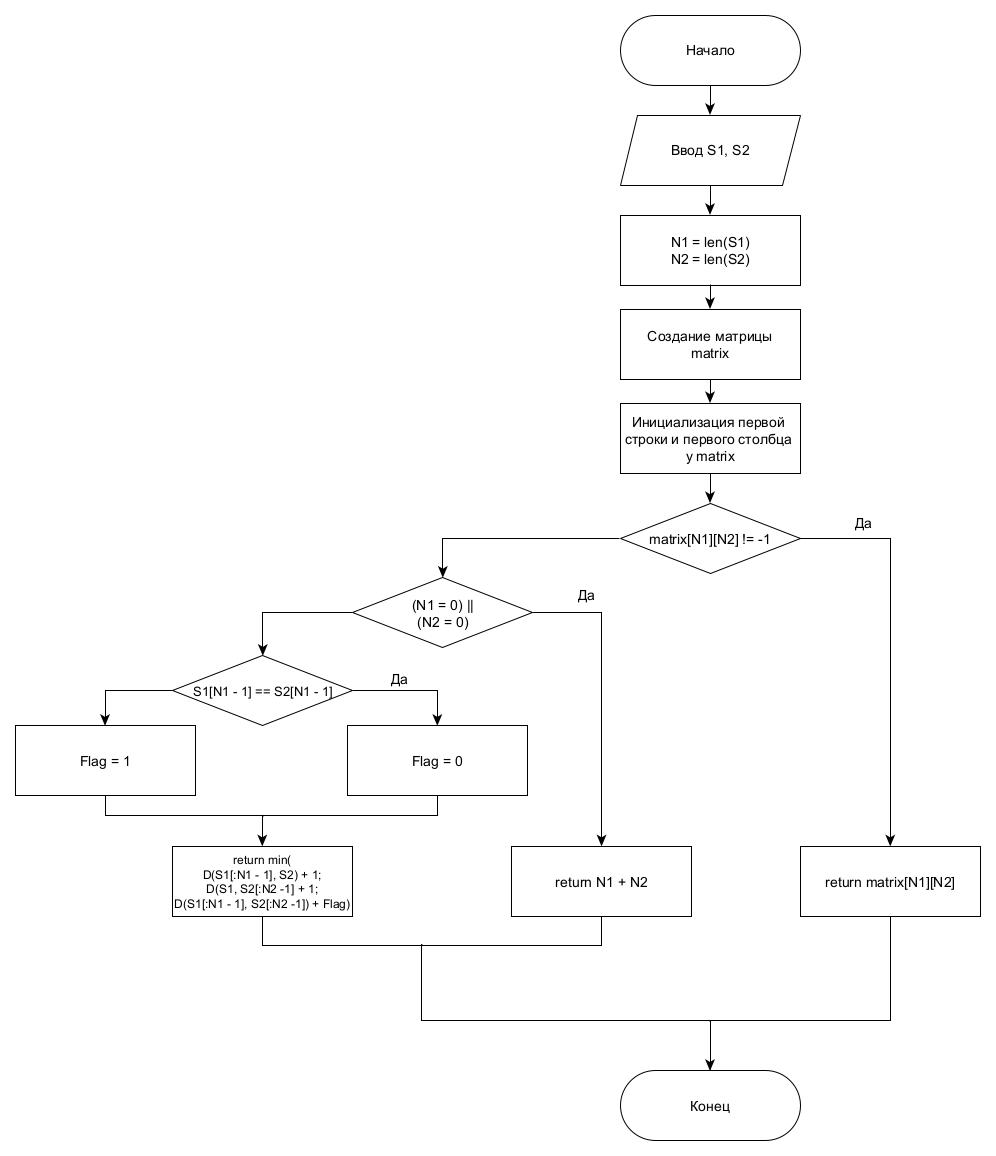 Начало
Ввод S1, S2
N1 = len(S1)
N2 = len(S2)
Создание матрицы
matrix
Инициализация первой
строки и первого столбца
у matrix
matrix[N1][N2] != -1
Да
(N1 = 0) ||
(N2 = 0)
Да
S1[N1 - 1] == S2[N1 - 1]
Да
Flag = 1
Flag = 0
return min(
D(S1[:N1 - 1], S2) + 1;
D(S1, S2[:N2 -1] + 1;
D(S1[:N1 - 1], S2[:N2 -1]) + Flag)
return N1 + N2
return matrix[N1][N2]
Конец